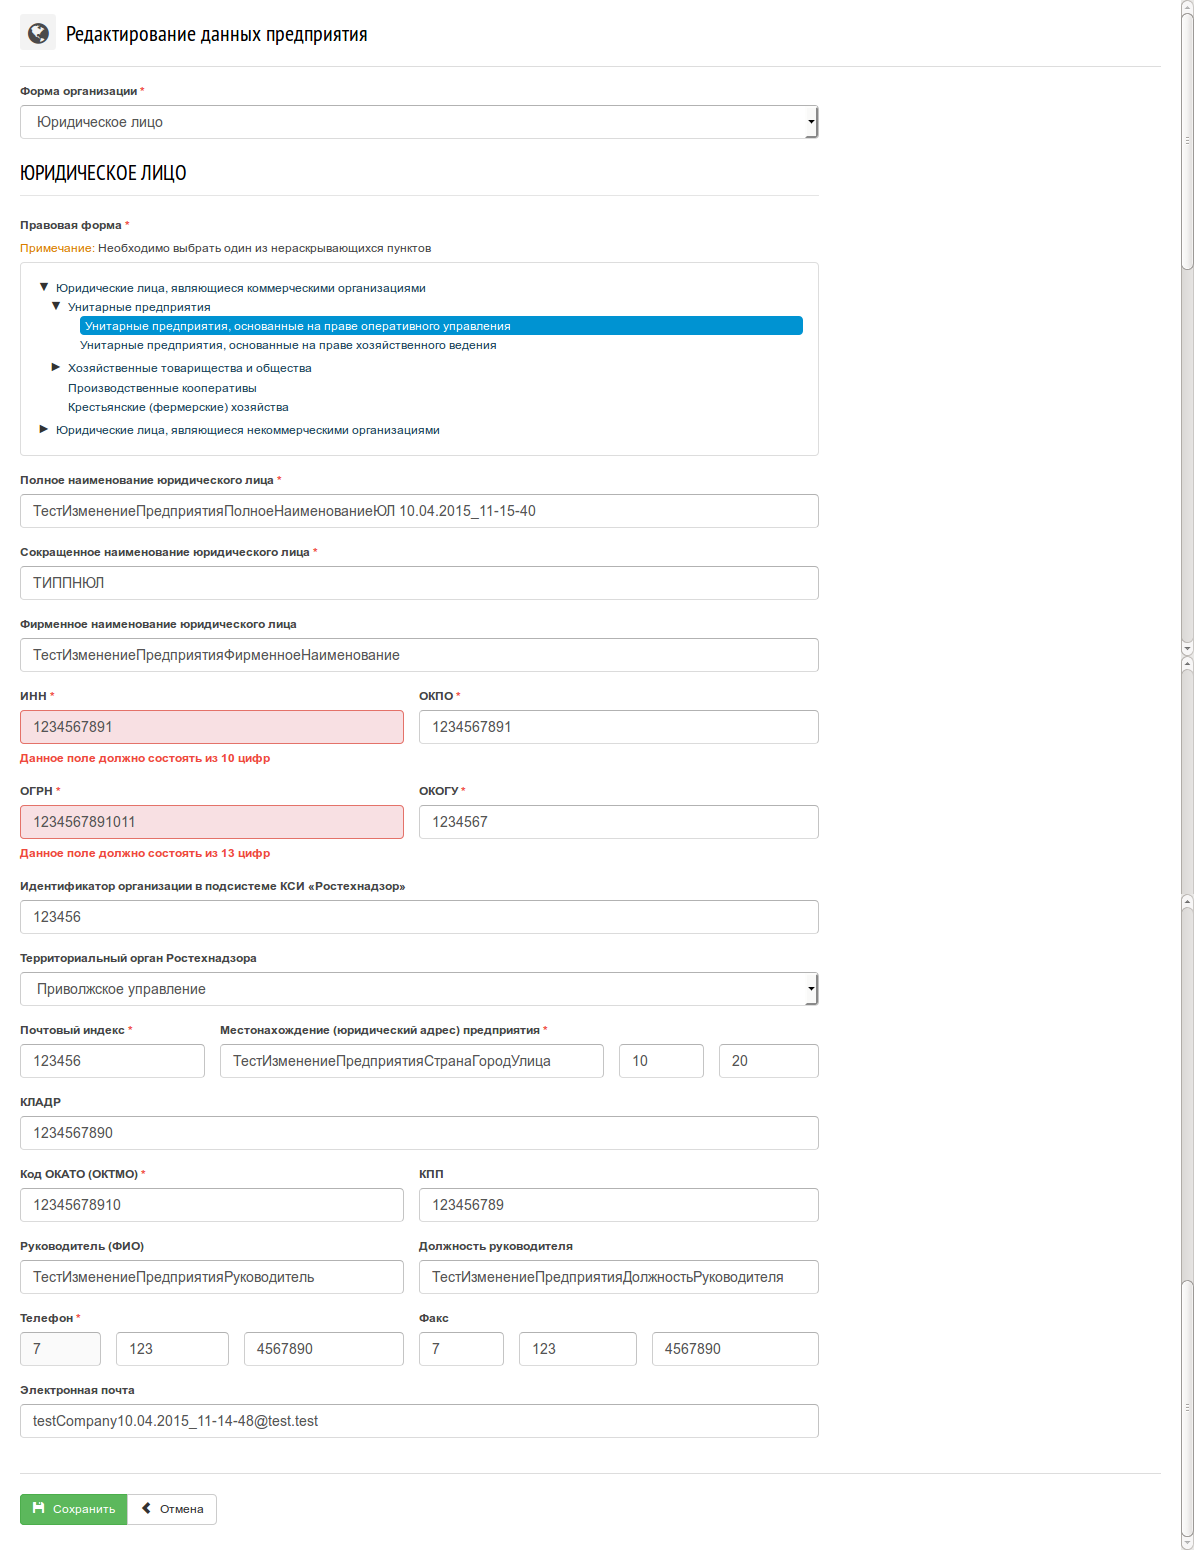 Редактирование данных предприятия
Форма организации *
Юридическое лицо
ЮРИДИЧЕСКОЕ ЛИЦО
Правовая форма *
Примечание: Необходимо выбрать один из нераскрывающихся пунктов
Юридические лица, являющиеся коммерческими организациями
Унитарные предприятия
Унитарные предприятия, основанные на праве оперативного управления
Унитарные предприятия, основанные на праве хозяйственного ведения
Хозяйственные товарищества и общества
Производственные кооперативы
Крестьянские (фермерские) хозяйства
Юридические лица, являющиеся некоммерческими организациями
Полное наименование юридического лица *
ТестИзменениеПредприятияПолноеНаименованиеЮЛ 10.04.2015_11-15-40
Сокращенное наименование юридического лица *
ТИППНЮЛ
Фирменное наименование юридического лица
ТестИзменениеПредприятияФирменноеНаименование
ИНН * ОКПО *
1234567891 1234567891
Данное поле должно состоять из 10 цифр
ОГРН * ОКОГУ *
1234567891011 1234567
Данное поле должно состоять из 13 цифр
Идентификатор организации в подсистеме КСИ «Ростехнадзор»
123456
Территориальный орган Ростехнадзора
Приволжское управление
Почтовый индекс * Местонахождение (юридический адрес) предприятия *
123456 ТестИзменениеПредприятияСтранаГородУлица 10 20
КЛАДР
1234567890
Код ОКАТО (ОКТМО) * КПП
12345678910 123456789
Руководитель (ФИО) Должность руководителя
ТестИзменениеПредприятияРуководитель ТестИзменениеПредприятияДолжностьРуководителя
Телефон * Факс
7 123 4567890 7 123 4567890
Электронная почта
testCompany10.04.2015_11-14-48@test.test
Сохранить Отмена